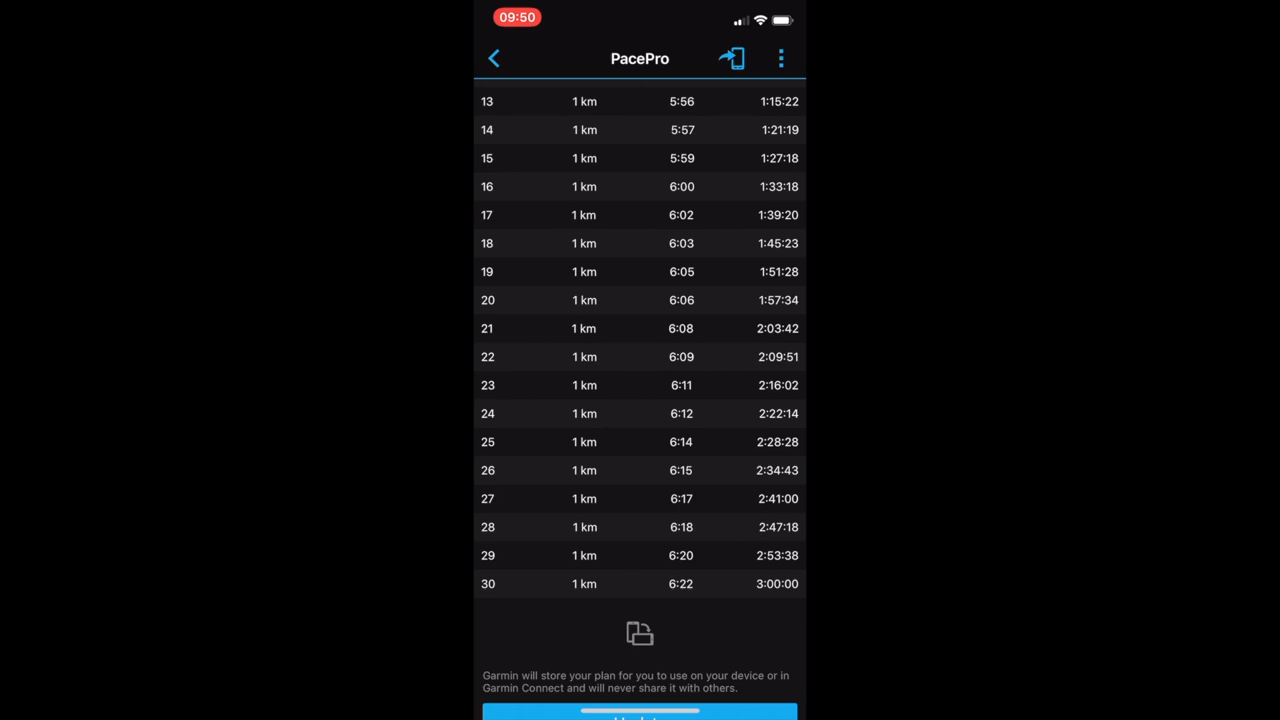 09:50
PacePro
13 1 km 5:56 1:15:22
14 1 km 5:57 1:21:19
15 1 km 5:59 1:27:18
16 1 km 6:00 1:33:18
17 1 km 6:02 1:39:20
18 1 km 6:03 1:45:23
19 1 km 6:05 1:51:28
20 1 km 6:06 1:57:34
21 1 km 6:08 2:03:42
22 1 km 6:09 2:09:51
23 1 km 6:11 2:16:02
24 1 km 6:12 2:22:14
25 1 km 6:14 2:28:28
26 1 km 6:15 2:34:43
27 1 km 6:17 2:41:00
28 1 km 6:18 2:47:18
29 1 km 6:20 2:53:38
30 1 km 6:22 3:00:00
Garmin will store your plan for you to use on your device or in
Garmin Connect and will never share it with others.